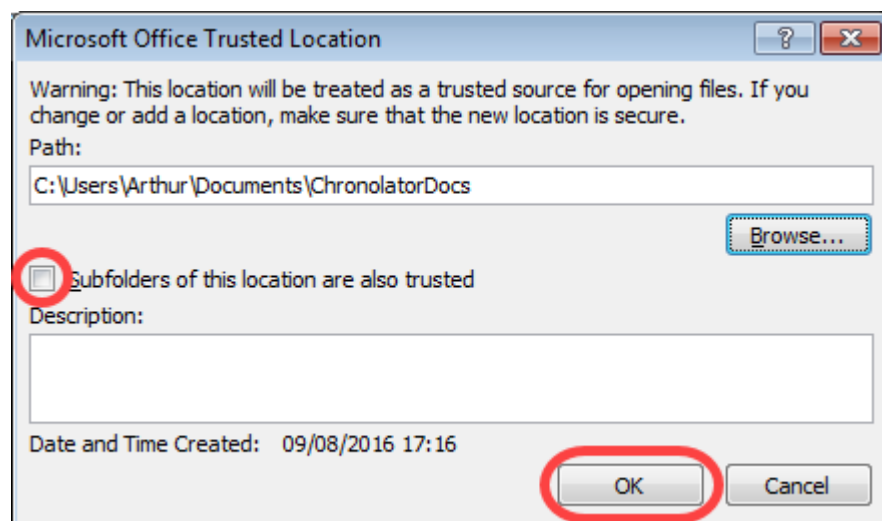 Microsoft Office Trusted Location
Warning: This location will be treated as a trusted source for opening files. If you
change or add a location, make sure that the new location is secure.
Path:
C:\Users\Arthur\Documents\ChronolatorDocs
Browse...
Subfolders of this location are also trusted
Description:
Date and Time Created: 09/08/2016 17:16
OK Cancel